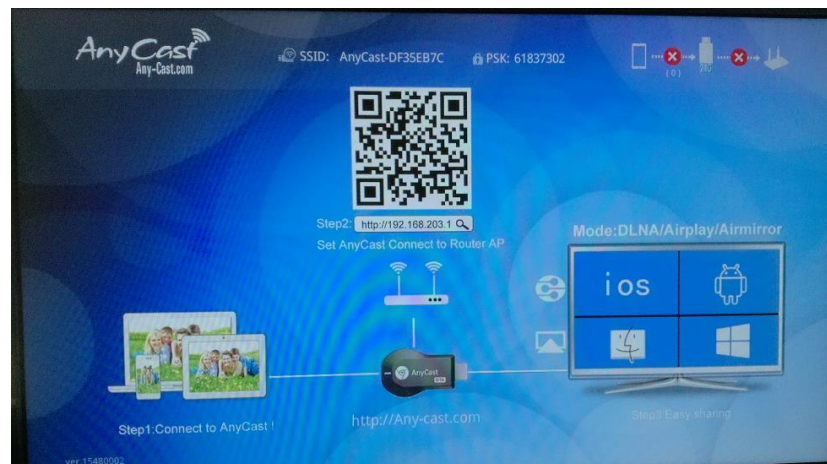 AnyCast
Any-Cast.com
SSID: AnyCast-DF35EB7C
PSK: 61837302
(0)
Step2: http://192.168.203.1
Set AnyCast Connect to Router AP
Mode:DLNA/Airplay/Airmirror
ios
AnyCast
Step1:Connect to AnyCast !
http://Any-cast.com
Step3:Easy sharing
ver.15480002